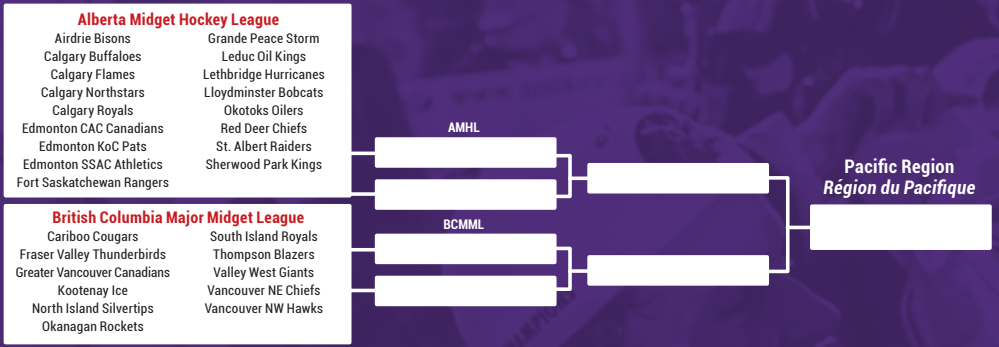 Alberta Midget Hockey League
Airdrie Bisons
Calgary Buffaloes
Calgary Flames
Calgary Northstars
Calgary Royals
Edmonton CAC Canadians
Edmonton KoC Pats
Edmonton SSAC Athletics
Fort Saskatchewan Rangers
Grande Peace Storm
Leduc Oil Kings
Lethbridge Hurricanes
Lloydminster Bobcats
Okotoks Oilers
Red Deer Chiefs
St. Albert Raiders
Sherwood Park Kings
British Columbia Major Midget League
Cariboo Cougars
Fraser Valley Thunderbirds
Greater Vancouver Canadians
Kootenay Ice
North Island Silvertips
Okanagan Rockets
South Island Royals
Thompson Blazers
Valley West Giants
Vancouver NE Chiefs
Vancouver NW Hawks
AMHL
BCMML
Pacific Region
Région du Pacifique